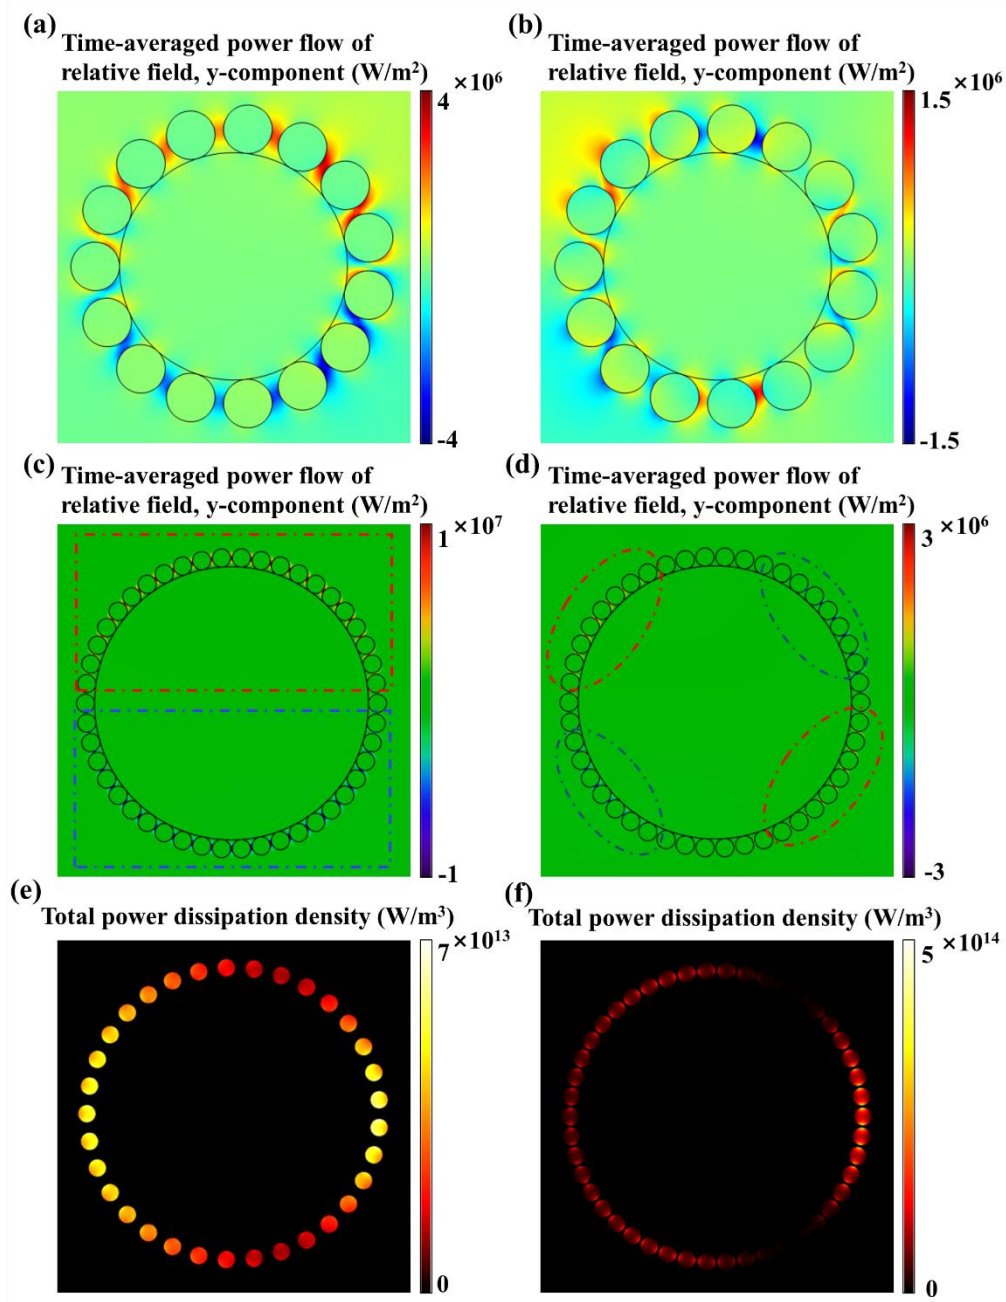 (a)
Time-averaged power flow of
relative field, y-component (W/m²)
×10⁶
4
-4
(b)
Time-averaged power flow of
relative field, y-component (W/m²)
×10⁶
1.5
-1.5
(c)
Time-averaged power flow of
relative field, y-component (W/m²)
×10⁷
1
-1
(d)
Time-averaged power flow of
relative field, y-component (W/m²)
3 ×10⁶
-3
(e)
Total power dissipation density (W/m³)
7 ×10¹³
0
(f)
Total power dissipation density (W/m³)
5 ×10¹⁴
0